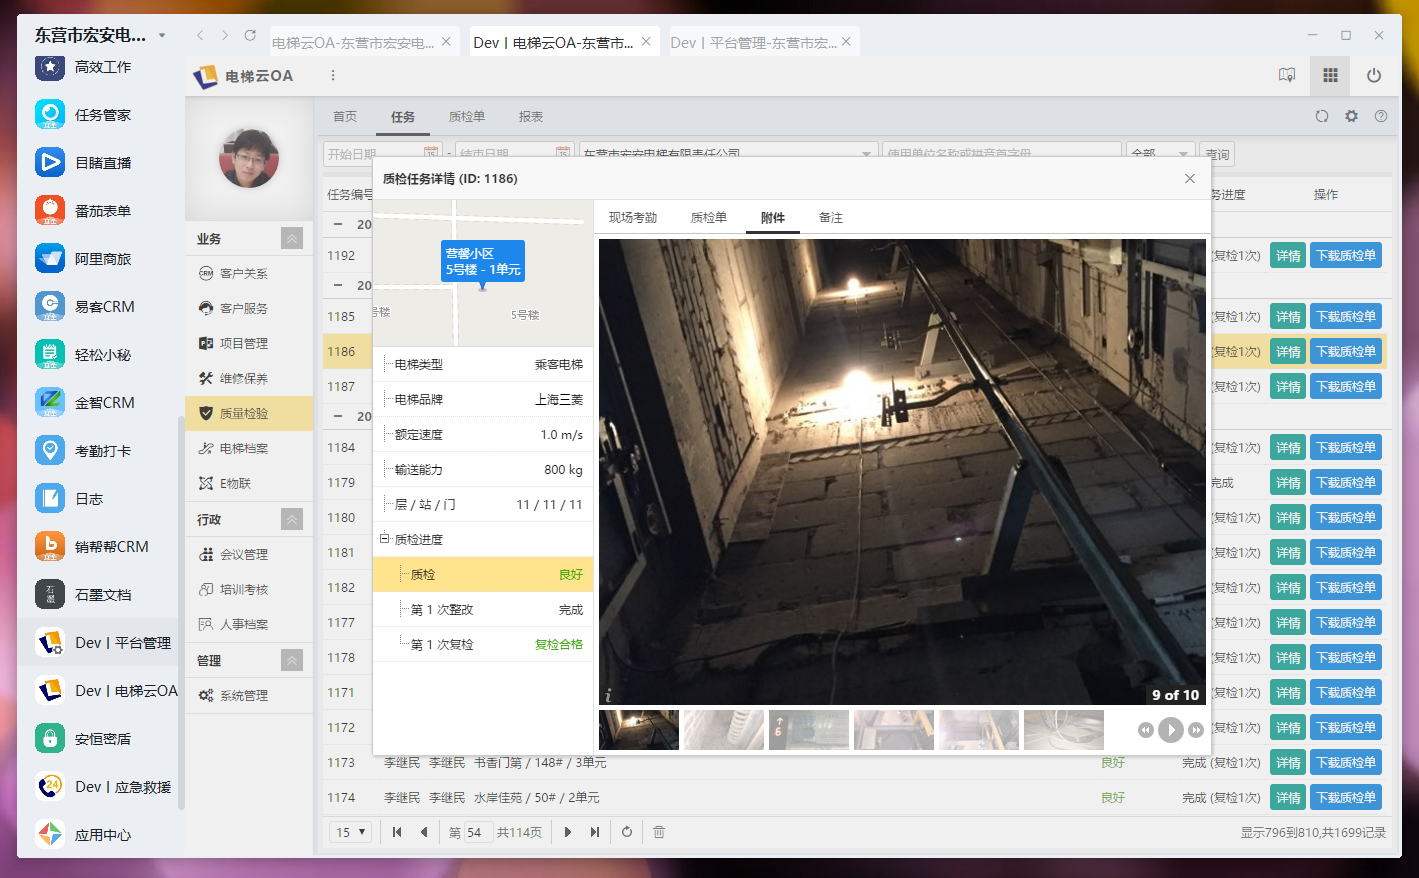 东营市宏安电...
电梯云OA-东营市宏安电...
Dev丨电梯云OA-东营市...
Dev丨平台管理-东营市宏...
高效工作
任务管家
目睹直播
番茄表单
阿里商旅
易客CRM
轻松小秘
金智CRM
考勤打卡
日志
销帮帮CRM
石墨文档
Dev丨平台管理
Dev丨电梯云OA
安恒密盾
Dev丨应急救援
应用中心
电梯云OA
业务
客户关系
客户服务
项目管理
维修保养
质量检验
电梯档案
E物联
行政
会议管理
培训考核
人事档案
管理
系统管理
首页 任务 质检单 报表
开始日期 - 结束日期 东营市宏安电梯有限责任公司 使用单位名称或拼音首字母 全部 查询
任务编号 务进度 操作
20
1192 (复检1次) 详情 下载质检单
20
1185 (复检1次) 详情 下载质检单
1186 (复检1次) 详情 下载质检单
1187 (复检1次) 详情 下载质检单
20
1184 (复检1次) 详情 下载质检单
1179 完成 详情 下载质检单
1180 (复检1次) 详情 下载质检单
1181 (复检1次) 详情 下载质检单
1182 (复检1次) 详情 下载质检单
1177 (复检1次) 详情 下载质检单
1178 (复检1次) 详情 下载质检单
1171 (复检1次) 详情 下载质检单
1172 (复检1次) 详情 下载质检单
1173 李继民 李继民 书香门第 / 148# / 3单元 良好 完成 (复检1次) 详情 下载质检单
1174 李继民 李继民 水岸佳苑 / 50# / 2单元 良好 完成 (复检1次) 详情 下载质检单
15 第 54 共114页 显示796到810,共1699记录
质检任务详情 (ID: 1186)
营馨小区
5号楼 - 1单元
号楼 5号楼
电梯类型 乘客电梯
电梯品牌 上海三菱
额定速度 1.0 m/s
输送能力 800 kg
层 / 站 / 门 11 / 11 / 11
质检进度
质检 良好
第 1 次整改 完成
第 1 次复检 复检合格
现场考勤 质检单 附件 备注
9 of 10